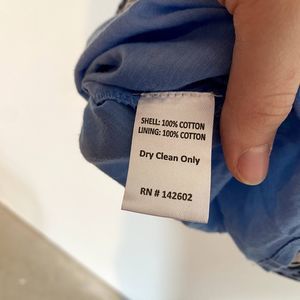 SHELL: 100% COTTON
LINING: 100% COTTON
Dry Clean Only
RN # 142602